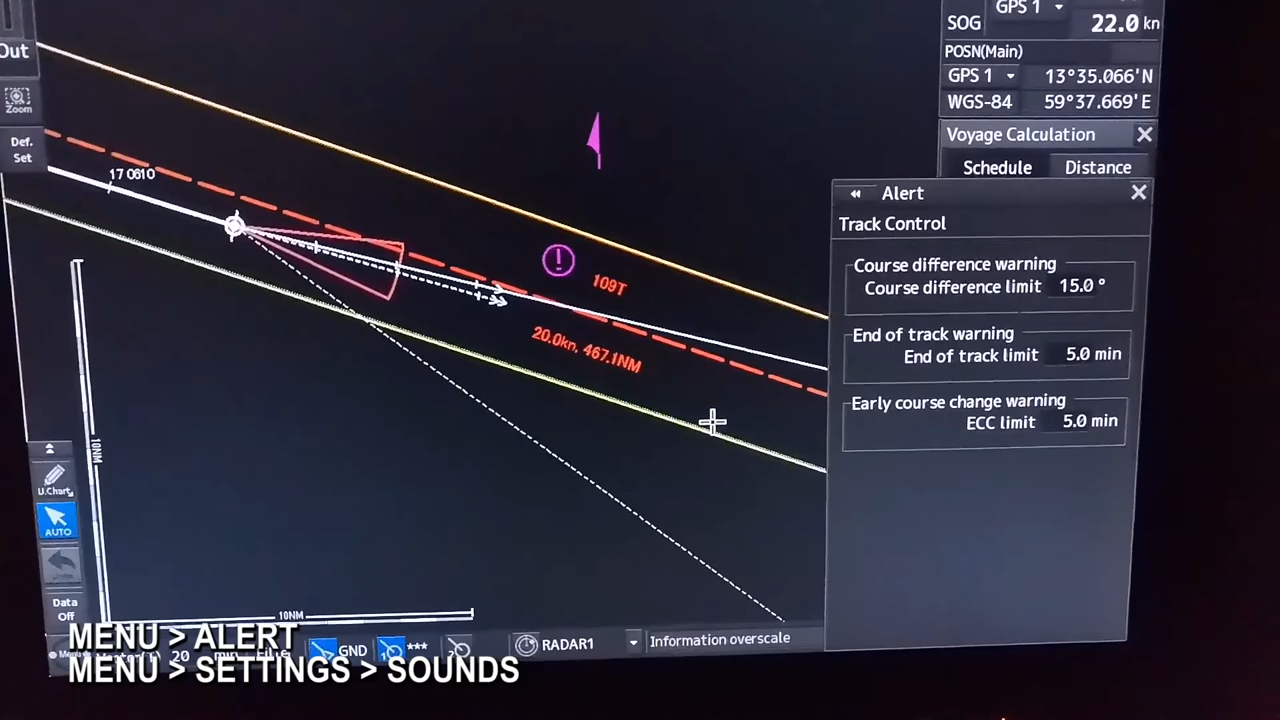 Out
Zoom
Def.
Set
17 0610
109T
20.0kn, 467.1NM
10NM
U.Chart
AUTO
Undo
Data
Off
10NM
GPS 1
SOG 22.0 kn
POSN(Main)
GPS 1 13°35.066'N
WGS-84 59°37.669'E
Voyage Calculation
Schedule Distance
Alert
Track Control
Course difference warning
Course difference limit 15.0 °
End of track warning
End of track limit 5.0 min
Early course change warning
ECC limit 5.0 min
20 min
GND
***
RADAR1
Information overscale
MENU > ALERT
MENU > SETTINGS > SOUNDS